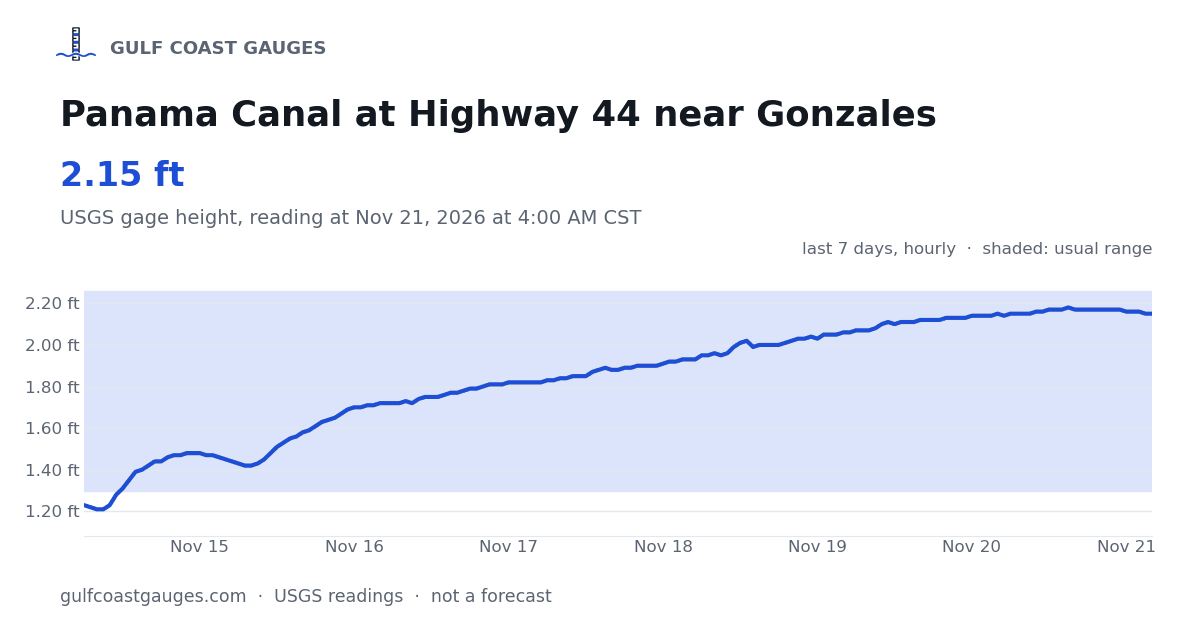 GULF COAST GAUGES
Panama Canal at Highway 44 near Gonzales
2.15 ft
USGS gage height, reading at Nov 21, 2026 at 4:00 AM CST
last 7 days, hourly · shaded: usual range
2.20 ft
2.00 ft
1.80 ft
1.60 ft
1.40 ft
1.20 ft
Nov 15 Nov 16 Nov 17 Nov 18 Nov 19 Nov 20 Nov 21
gulfcoastgauges.com · USGS readings · not a forecast